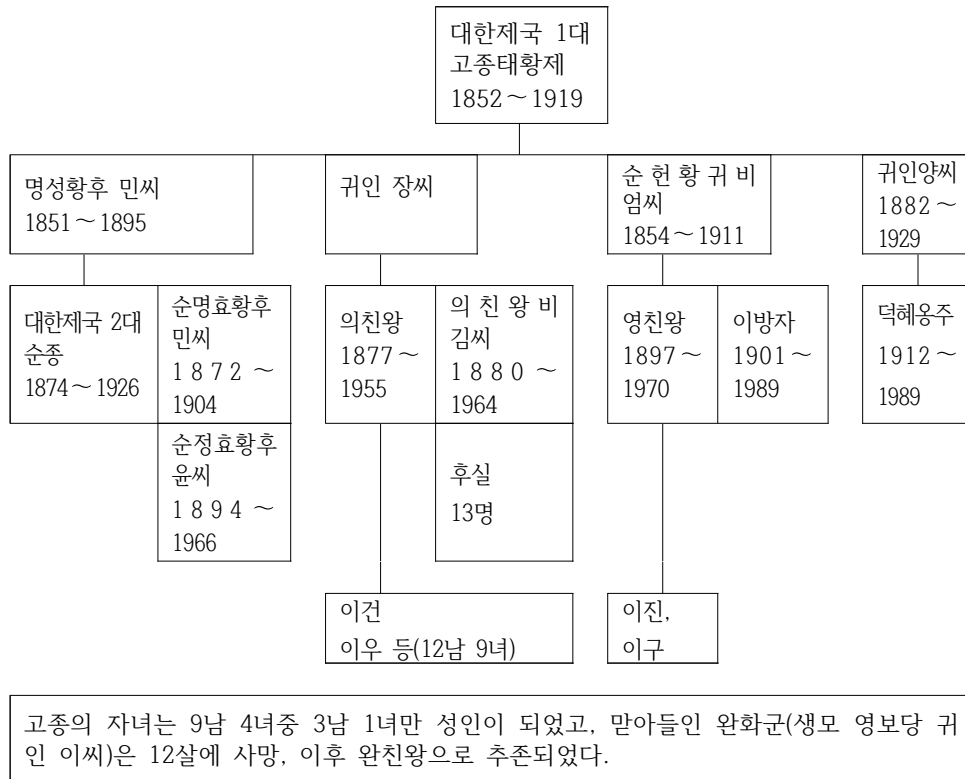 대한제국 1대
고종태황제
1852～1919
명성황후 민씨
1851～1895
귀인 장씨
순 헌 황 귀 비
엄씨
1854～1911
귀인양씨
1882～
1929
대한제국 2대
순종
1874～1926
순명효황후
민씨
1 8 7 2 ～
1904
의친왕
1877～
1955
의 친 왕 비
김씨
1 8 8 0 ～
1964
영친왕
1897～
1970
이방자
1901～
1989
덕혜옹주
1912～
1989
순정효황후
윤씨
1 8 9 4 ～
1966
후실
13명
이건
이우 등(12남 9녀)
이진,
이구
고종의 자녀는 9남 4녀중 3남 1녀만 성인이 되었고, 맏아들인 완화군(생모 영보당 귀
인 이씨)은 12살에 사망, 이후 완친왕으로 추존되었다.